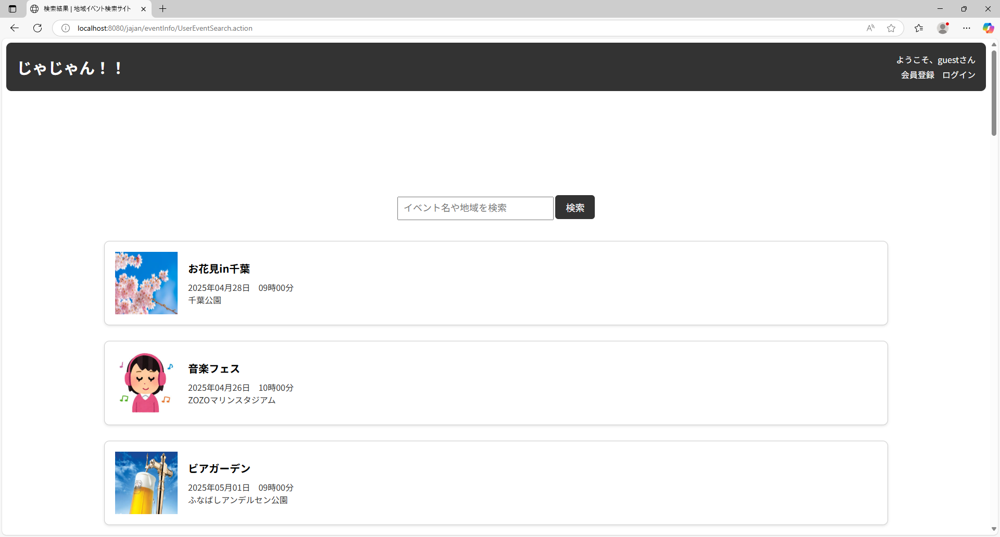 検索結果 | 地域イベント検索サイト
localhost:8080/jajan/eventInfo/UserEventSearch.action
じゃじゃん！！
ようこそ、guestさん
会員登録　ログイン
イベント名や地域を検索
検索
お花見in千葉
2025年04月28日　09時00分
千葉公園
音楽フェス
2025年04月26日　10時00分
ZOZOマリンスタジアム
ビアガーデン
2025年05月01日　09時00分
ふなばしアンデルセン公園